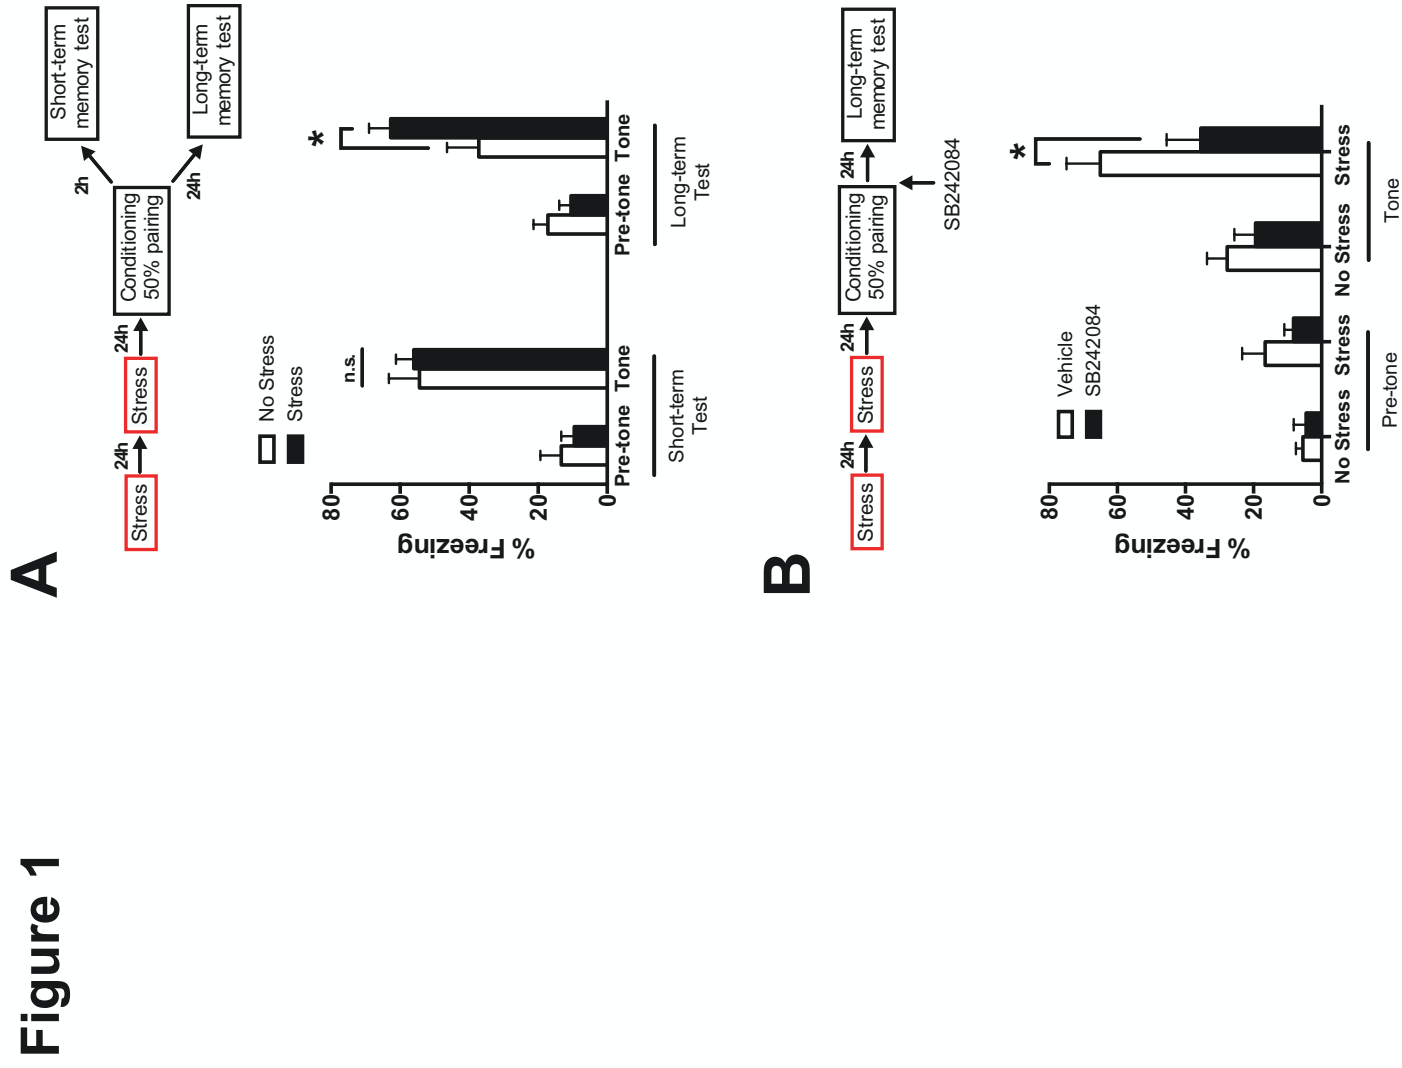 Figure 1
A
Stress
24h
Stress
24h
Conditioning
50% pairing
2h
24h
Short-term
memory test
Long-term
memory test
No Stress
Stress
% Freezing
80
60
40
20
0
n.s.
*
Pre-tone
Tone
Pre-tone
Tone
Short-term
Test
Long-term
Test
B
Stress
24h
Stress
24h
Conditioning
50% pairing
24h
Long-term
memory test
SB242084
Vehicle
SB242084
% Freezing
80
60
40
20
0
*
No Stress
Stress
No Stress
Stress
Pre-tone
Tone